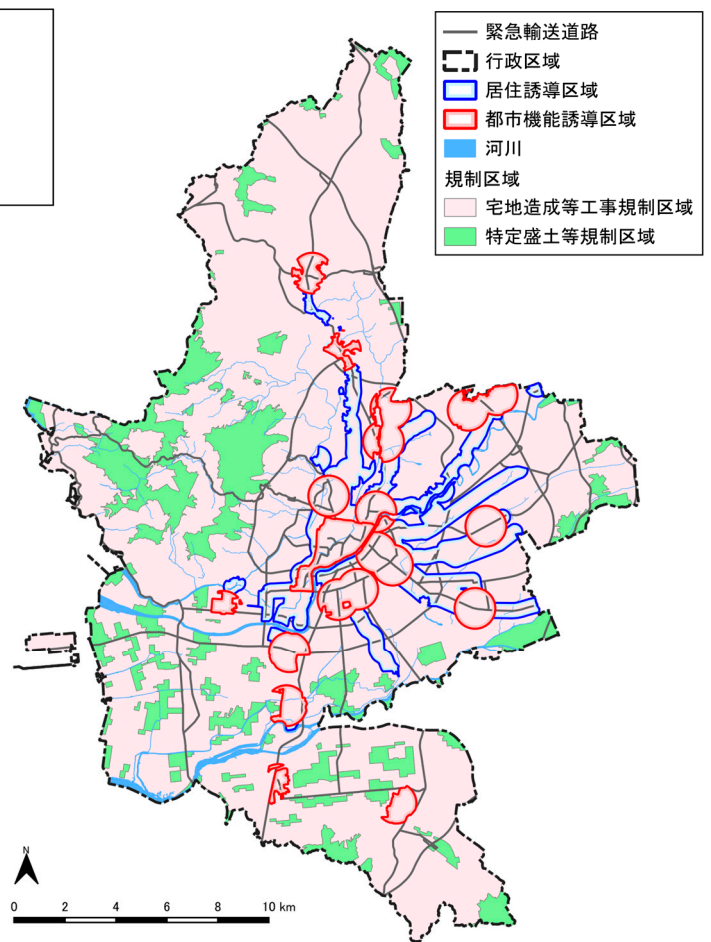 緊急輸送道路
行政区域
居住誘導区域
都市機能誘導区域
河川
規制区域
宅地造成等工事規制区域
特定盛土等規制区域
N
0 2 4 6 8 10 km